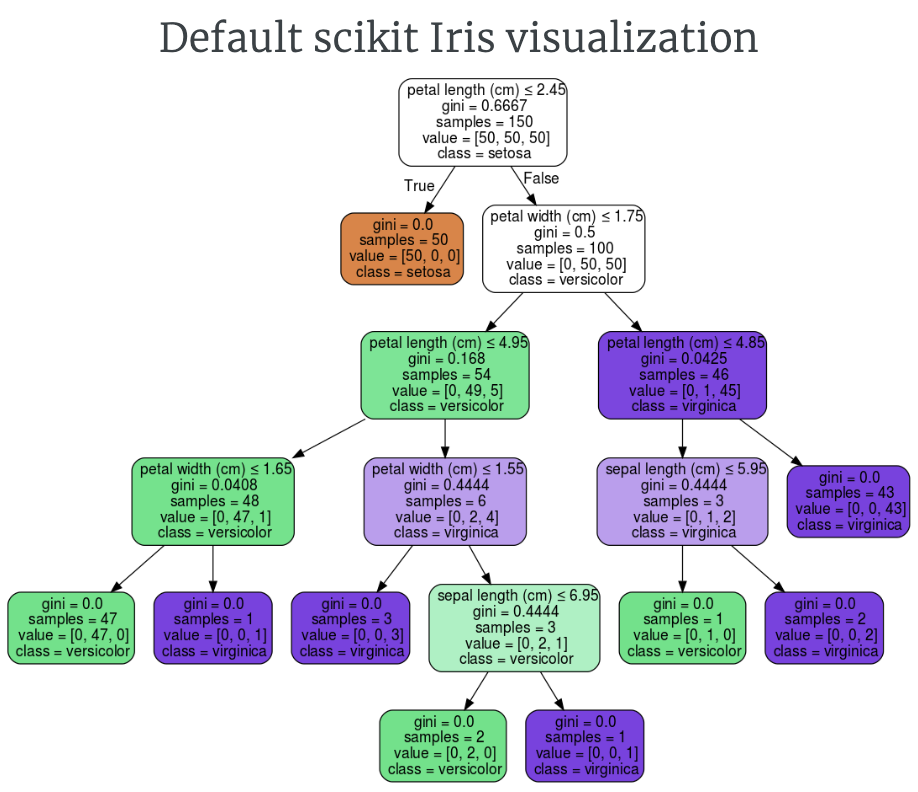 Default scikit Iris visualization
petal length (cm) ≤ 2.45
gini = 0.6667
samples = 150
value = [50, 50, 50]
class = setosa
True
False
gini = 0.0
samples = 50
value = [50, 0, 0]
class = setosa
petal width (cm) ≤ 1.75
gini = 0.5
samples = 100
value = [0, 50, 50]
class = versicolor
petal length (cm) ≤ 4.95
gini = 0.168
samples = 54
value = [0, 49, 5]
class = versicolor
petal length (cm) ≤ 4.85
gini = 0.0425
samples = 46
value = [0, 1, 45]
class = virginica
petal width (cm) ≤ 1.65
gini = 0.0408
samples = 48
value = [0, 47, 1]
class = versicolor
petal width (cm) ≤ 1.55
gini = 0.4444
samples = 6
value = [0, 2, 4]
class = virginica
sepal length (cm) ≤ 5.95
gini = 0.4444
samples = 3
value = [0, 1, 2]
class = virginica
gini = 0.0
samples = 43
value = [0, 0, 43]
class = virginica
gini = 0.0
samples = 47
value = [0, 47, 0]
class = versicolor
gini = 0.0
samples = 1
value = [0, 0, 1]
class = virginica
gini = 0.0
samples = 3
value = [0, 0, 3]
class = virginica
sepal length (cm) ≤ 6.95
gini = 0.4444
samples = 3
value = [0, 2, 1]
class = versicolor
gini = 0.0
samples = 1
value = [0, 1, 0]
class = versicolor
gini = 0.0
samples = 2
value = [0, 0, 2]
class = virginica
gini = 0.0
samples = 2
value = [0, 2, 0]
class = versicolor
gini = 0.0
samples = 1
value = [0, 0, 1]
class = virginica